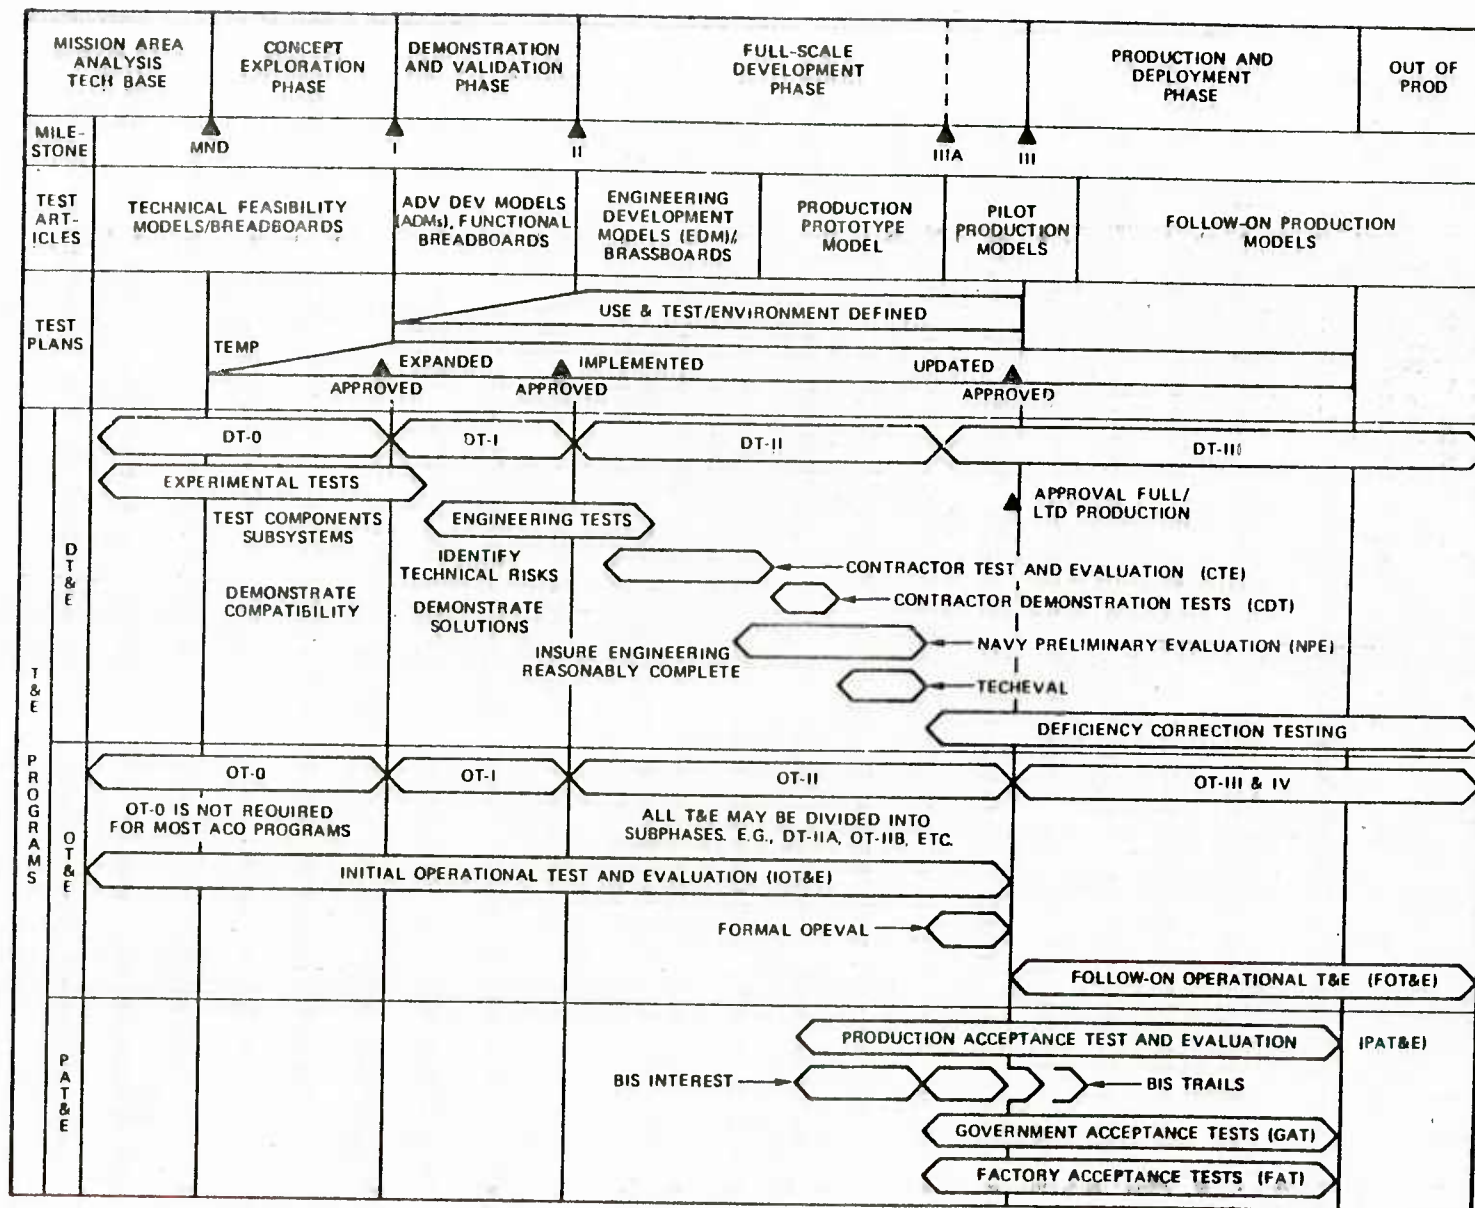 MISSION AREA
ANALYSIS
TECH BASE
CONCEPT
EXPLORATION
PHASE
DEMONSTRATION
AND VALIDATION
PHASE
FULL-SCALE
DEVELOPMENT
PHASE
PRODUCTION AND
DEPLOYMENT
PHASE
OUT OF
PROD
MILE-
STONE
MND
I
II
IIIA
III
TEST
ART-
ICLES
TECHNICAL FEASIBILITY
MODELS/BREADBOARDS
ADV DEV MODELS
(ADMs), FUNCTIONAL
BREADBOARDS
ENGINEERING
DEVELOPMENT
MODELS (EDM)/
BRASSBOARDS
PRODUCTION
PROTOTYPE
MODEL
PILOT
PRODUCTION
MODELS
FOLLOW-ON PRODUCTION
MODELS
TEST
PLANS
USE & TEST/ENVIRONMENT DEFINED
TEMP
EXPANDED
IMPLEMENTED
UPDATED
APPROVED
APPROVED
APPROVED
T&E PROGRAMS
DT&E
DT-0
DT-I
DT-II
DT-III
EXPERIMENTAL TESTS
TEST COMPONENTS
SUBSYSTEMS
ENGINEERING TESTS
APPROVAL FULL/
LTD PRODUCTION
IDENTIFY
TECHNICAL RISKS
CONTRACTOR TEST AND EVALUATION (CTE)
DEMONSTRATE
COMPATIBILITY
DEMONSTRATE
SOLUTIONS
CONTRACTOR DEMONSTRATION TESTS (CDT)
INSURE ENGINEERING
REASONABLY COMPLETE
NAVY PRELIMINARY EVALUATION (NPE)
TECHEVAL
DEFICIENCY CORRECTION TESTING
OT&E
OT-0
OT-I
OT-II
OT-III & IV
OT-0 IS NOT REQUIRED
FOR MOST ACO PROGRAMS
ALL T&E MAY BE DIVIDED INTO
SUBPHASES. E.G., DT-IIA, OT-IIB, ETC.
INITIAL OPERATIONAL TEST AND EVALUATION (IOT&E)
FORMAL OPEVAL
FOLLOW-ON OPERATIONAL T&E (FOT&E)
PAT&E
PRODUCTION ACCEPTANCE TEST AND EVALUATION
(PAT&E)
BIS INTEREST
BIS TRAILS
GOVERNMENT ACCEPTANCE TESTS (GAT)
FACTORY ACCEPTANCE TESTS (FAT)